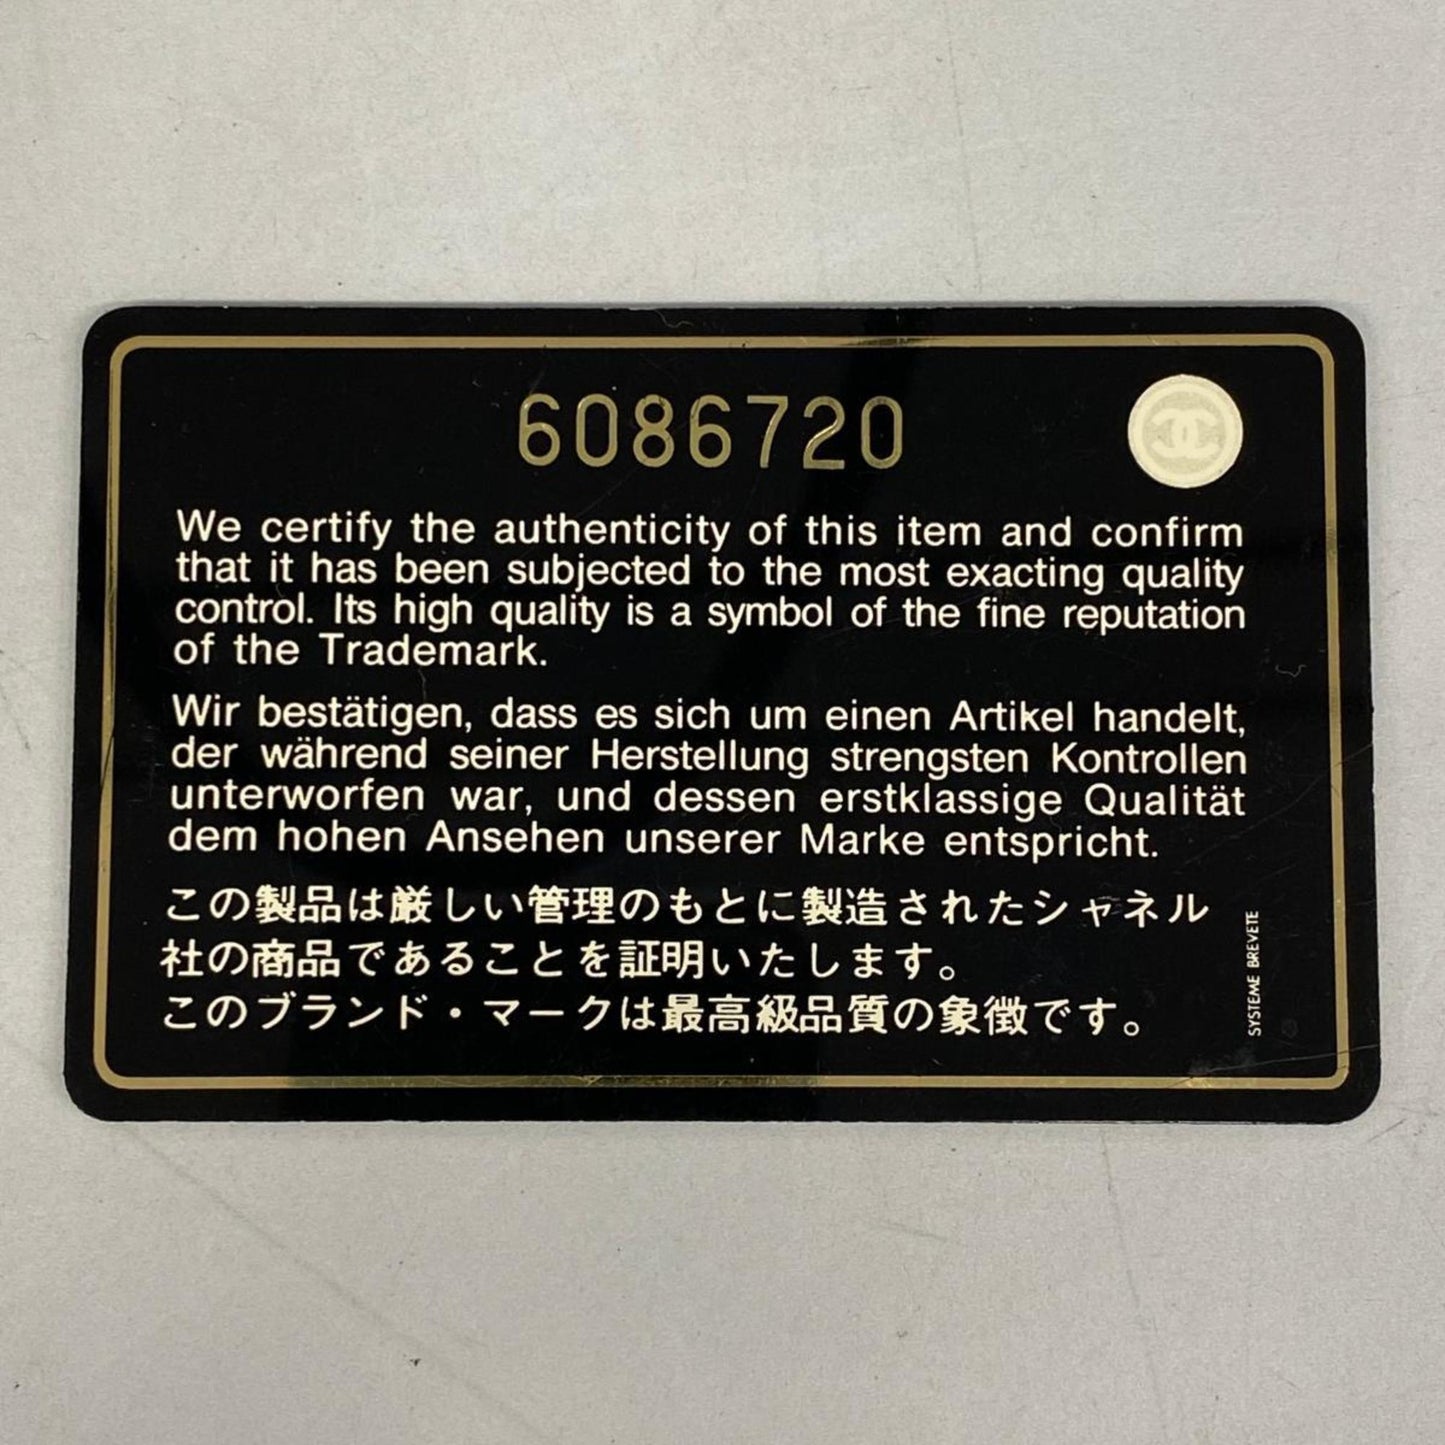 6086720
We certify the authenticity of this item and confirm
that it has been subjected to the most exacting quality
control. Its high quality is a symbol of the fine reputation
of the Trademark.
Wir bestätigen, dass es sich um einen Artikel handelt,
der während seiner Herstellung strengsten Kontrollen
unterworfen war, und dessen erstklassige Qualität
dem hohen Ansehen unserer Marke entspricht.
この製品は厳しい管理のもとに製造されたシャネル
社の商品であることを証明いたします。
このブランド・マークは最高級品質の象徴です。
SYSTEME BREVETE